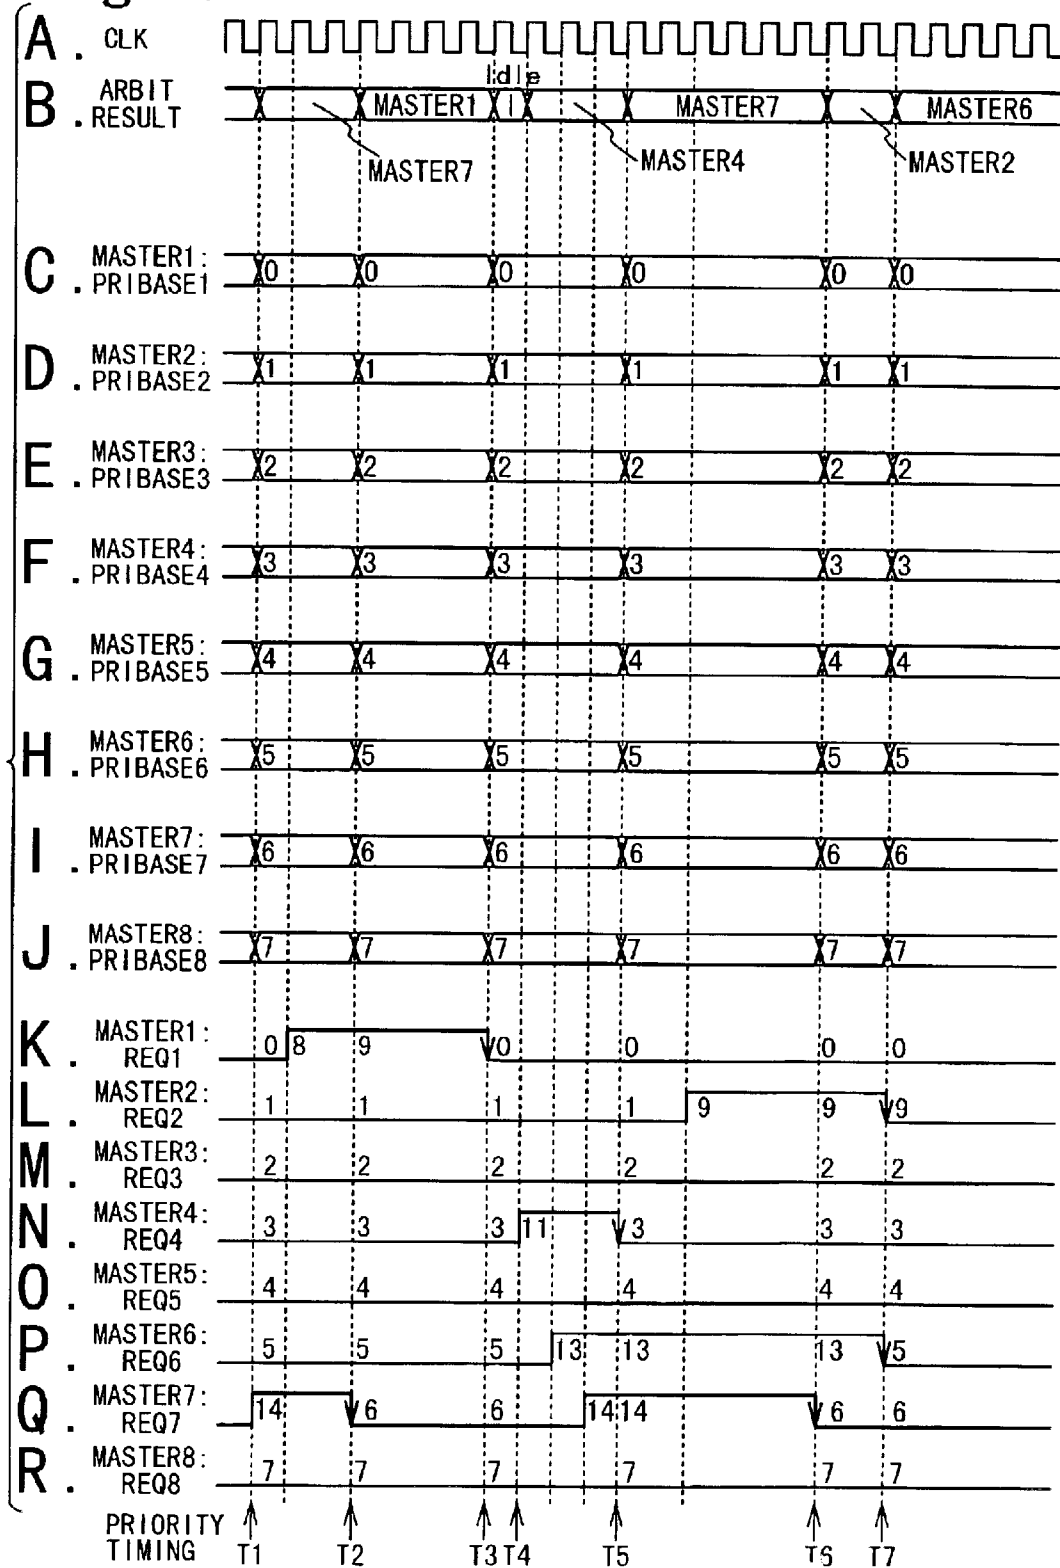 A. CLK
Idle
B. ARBIT RESULT MASTER1 MASTER7 MASTER6
MASTER7 MASTER4 MASTER2
C. MASTER1: PRIBASE1 0 0 0 0 0 0
D. MASTER2: PRIBASE2 1 1 1 1 1 1
E. MASTER3: PRIBASE3 2 2 2 2 2 2
F. MASTER4: PRIBASE4 3 3 3 3 3 3
G. MASTER5: PRIBASE5 4 4 4 4 4 4
H. MASTER6: PRIBASE6 5 5 5 5 5 5
I. MASTER7: PRIBASE7 6 6 6 6 6 6
J. MASTER8: PRIBASE8 7 7 7 7 7 7
K. MASTER1: REQ1 0 8 9 0 0 0 0
L. MASTER2: REQ2 1 1 1 1 9 9 9
M. MASTER3: REQ3 2 2 2 2 2 2
N. MASTER4: REQ4 3 3 3 11 3 3 3
O. MASTER5: REQ5 4 4 4 4 4 4
P. MASTER6: REQ6 5 5 5 13 13 13 5
Q. MASTER7: REQ7 14 6 6 14 14 6 6
R. MASTER8: REQ8 7 7 7 7 7 7
PRIORITY TIMING T1 T2 T3 T4 T5 T6 T7